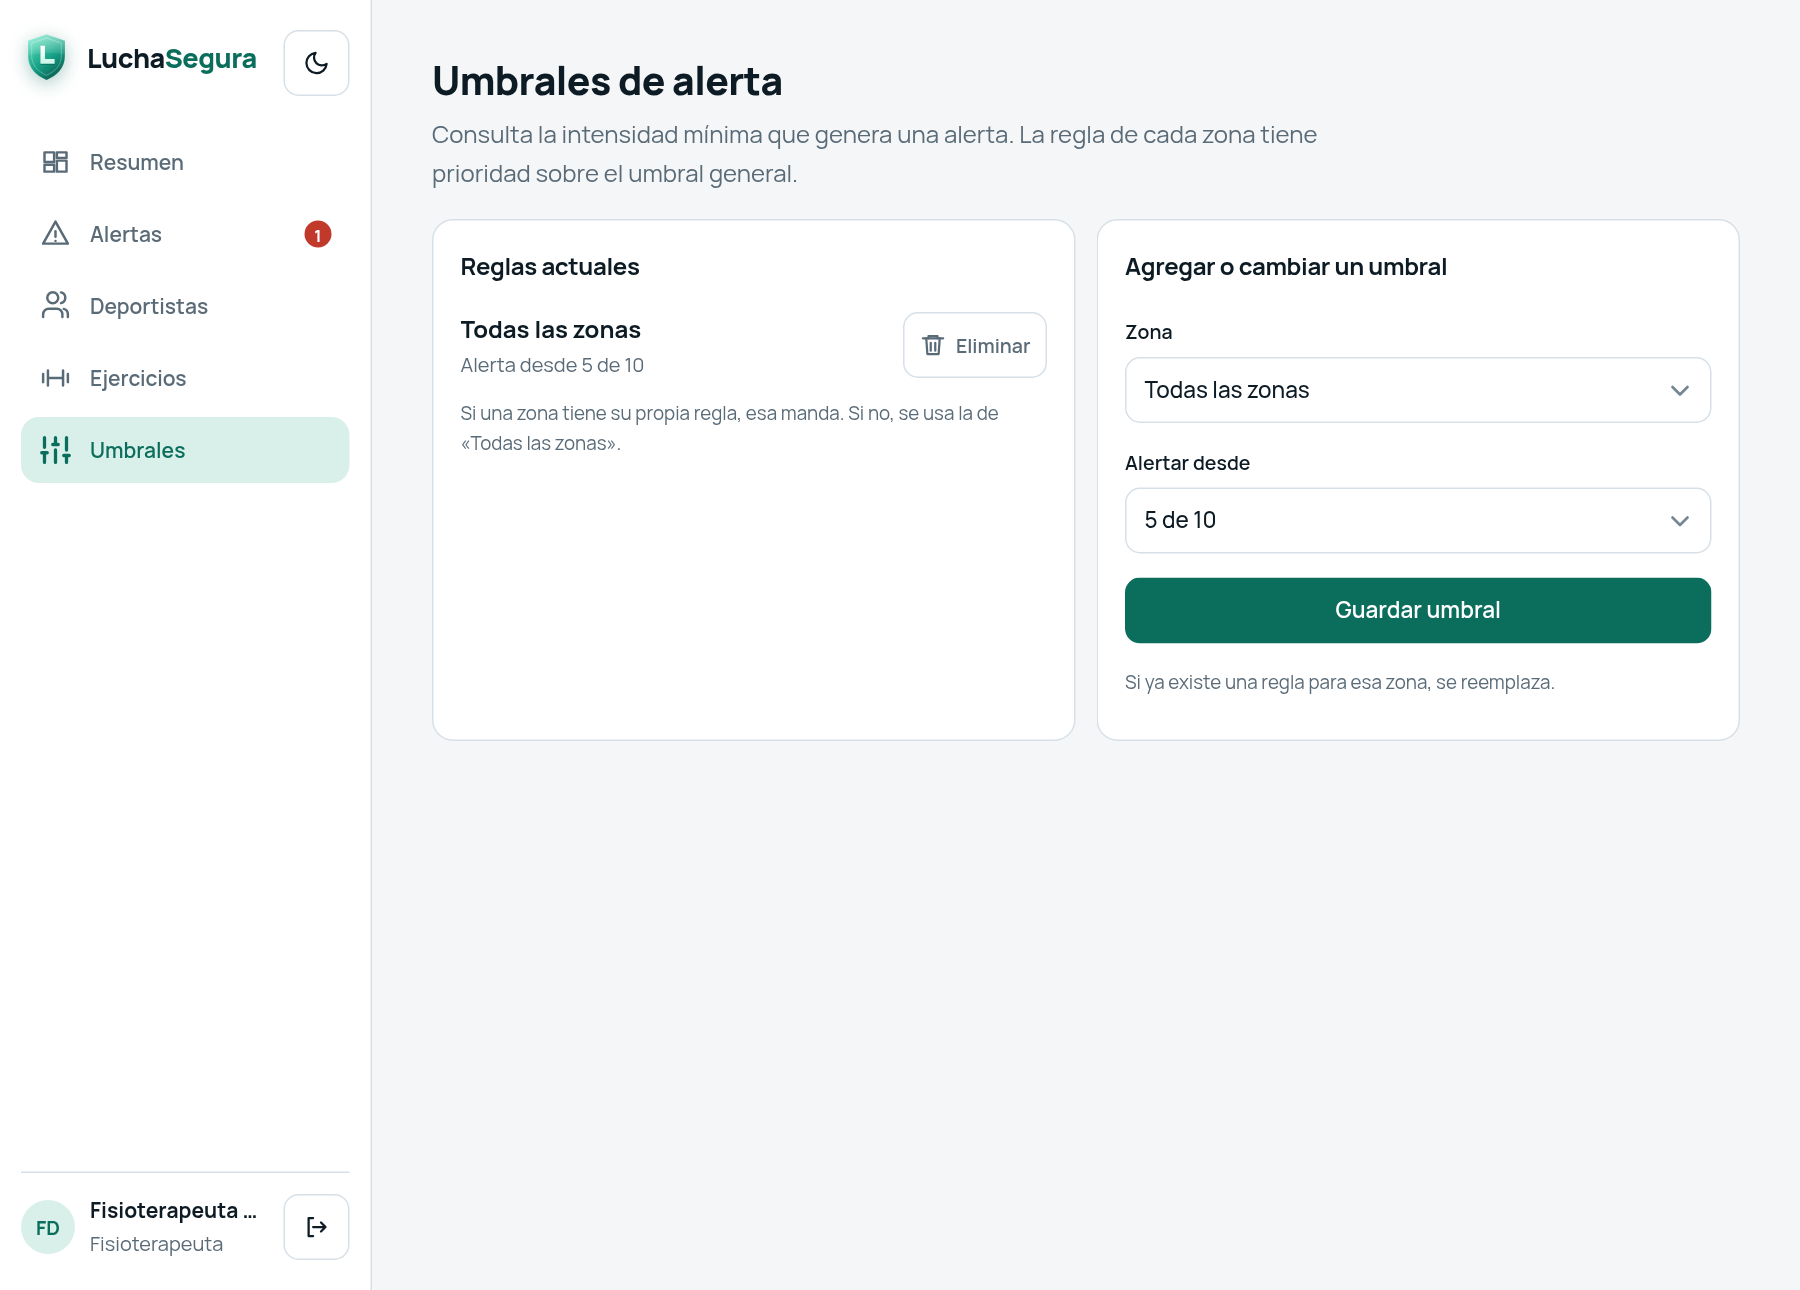 LuchaSegura
Resumen
Alertas
1
Deportistas
Ejercicios
Umbrales
FD
Fisioterapeuta ...
Fisioterapeuta
Umbrales de alerta
Consulta la intensidad mínima que genera una alerta. La regla de cada zona tiene
prioridad sobre el umbral general.
Reglas actuales
Todas las zonas
Alerta desde 5 de 10
Eliminar
Si una zona tiene su propia regla, esa manda. Si no, se usa la de
«Todas las zonas».
Agregar o cambiar un umbral
Zona
Todas las zonas
Alertar desde
5 de 10
Guardar umbral
Si ya existe una regla para esa zona, se reemplaza.